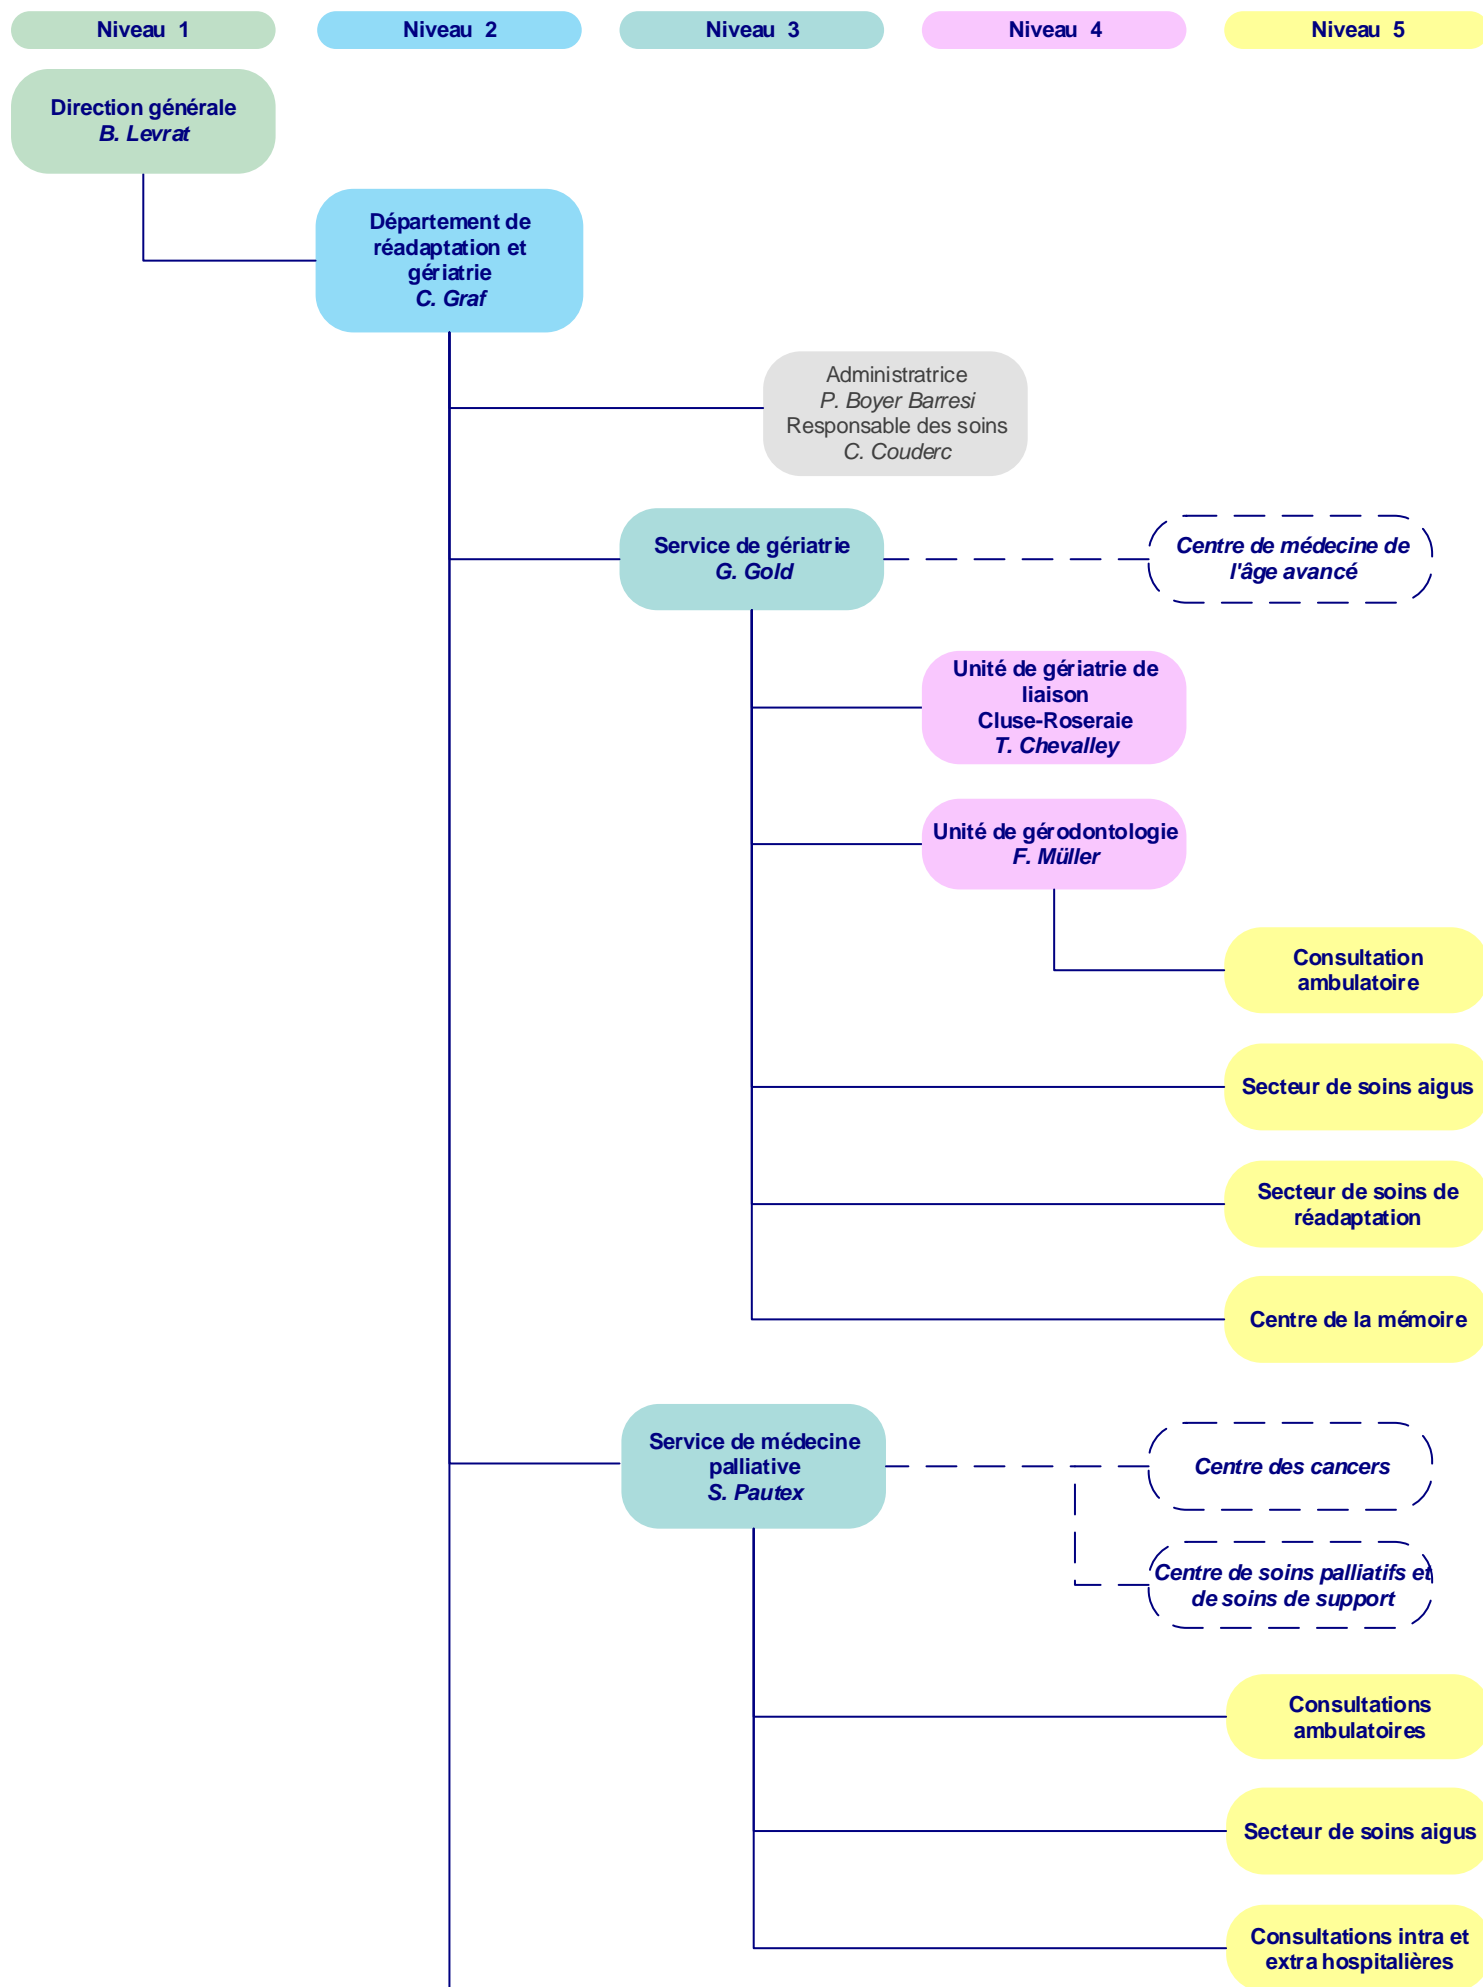 Niveau 1
Niveau 2
Niveau 3
Niveau 4
Niveau 5
Direction générale
B. Levrat
Département de
réadaptation et
gériatrie
C. Graf
Administratrice
P. Boyer Barresi
Responsable des soins
C. Couderc
Service de gériatrie
G. Gold
Centre de médecine de
l'âge avancé
Unité de gériatrie de
liaison
Cluse-Roseraie
T. Chevalley
Unité de gérodontologie
F. Müller
Consultation
ambulatoire
Secteur de soins aigus
Secteur de soins de
réadaptation
Centre de la mémoire
Service de médecine
palliative
S. Pautex
Centre des cancers
Centre de soins palliatifs et
de soins de support
Consultations
ambulatoires
Secteur de soins aigus
Consultations intra et
extra hospitalières